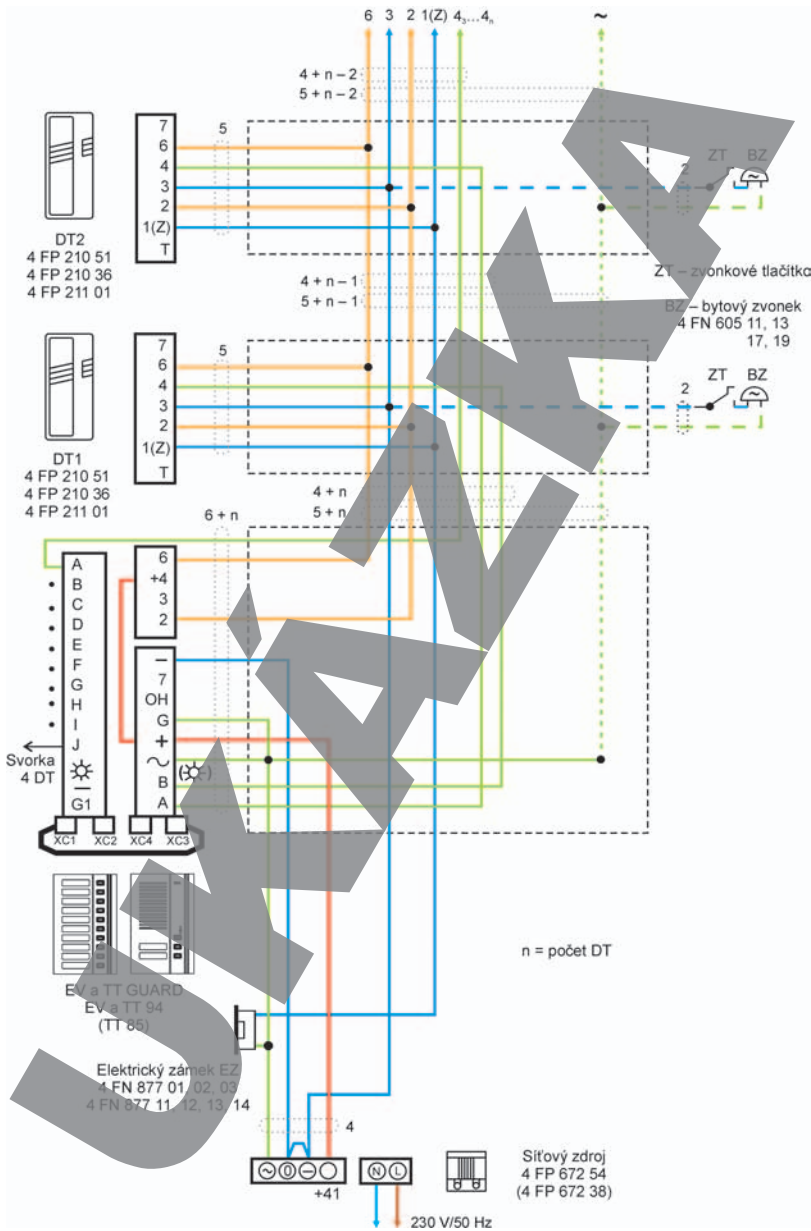 6 3 2 1(Z) 4₃...4ₙ ~
4 + n – 2
5 + n – 2
7
6
4
3
2
1(Z)
T
5
2
ZT
BZ
DT2
4 FP 210 51
4 FP 210 36
4 FP 211 01
ZT – zvonkové tlačítko
4 + n – 1
5 + n – 1
BZ – bytový zvonek
4 FN 605 11, 13
17, 19
7
6
4
3
2
1(Z)
T
5
2
ZT
BZ
DT1
4 FP 210 51
4 FP 210 36
4 FP 211 01
4 + n
5 + n
6 + n
A
B
C
D
E
F
G
H
I
J
–
G1
6
+4
3
2
–
7
OH
G
+
~
B
A
Svorka
4 DT
XC1
XC2
XC4
XC3
n = počet DT
EV a TT GUARD
EV a TT 94
(TT 85)
Elektrický zámek EZ
4 FN 877 01, 02, 03
4 FN 877 11, 12, 13, 14
4
~ 0 –
+41
N L
230 V/50 Hz
Síťový zdroj
4 FP 672 54
(4 FP 672 38)
UKÁZKA